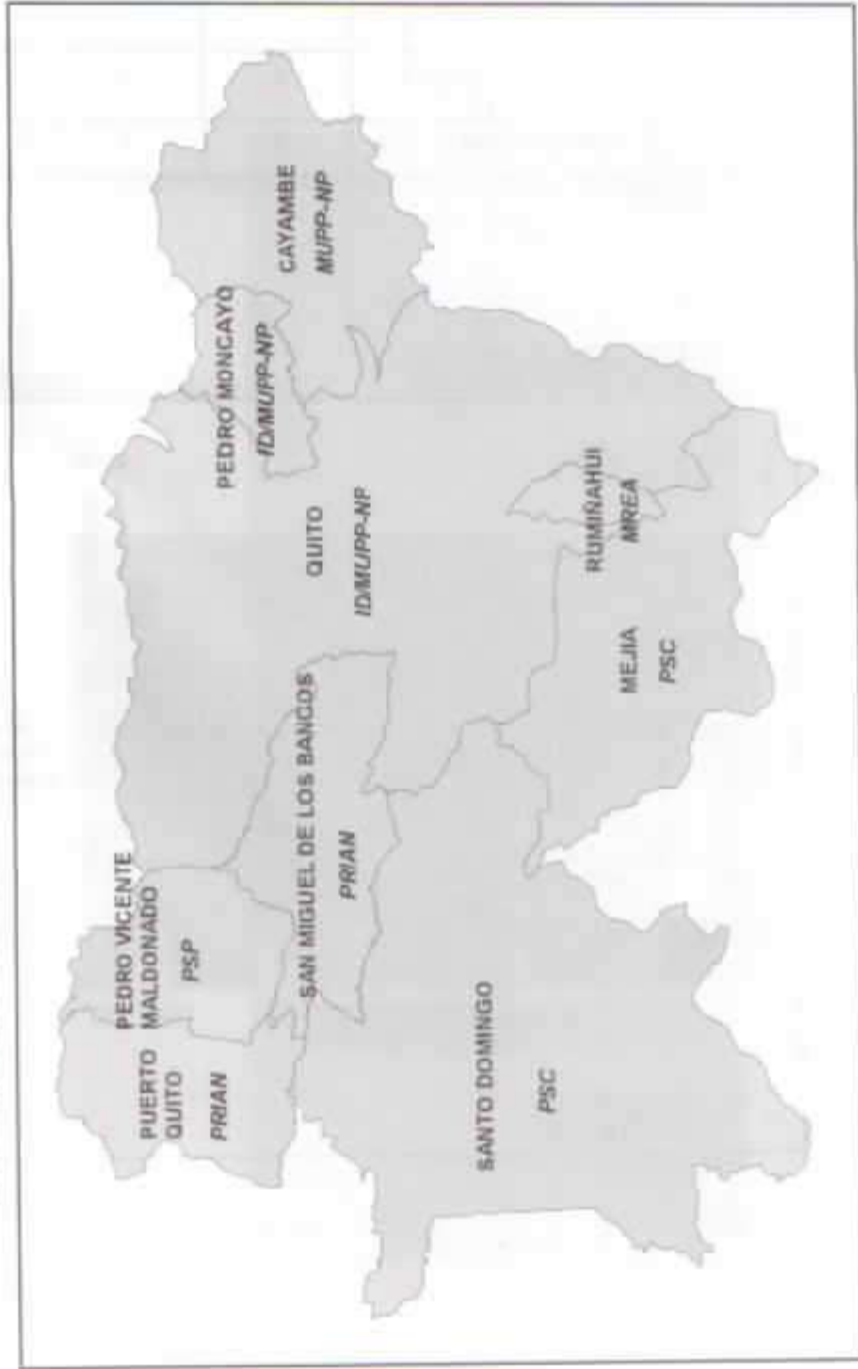 PUERTO
QUITO
PRIAN
PEDRO VICENTE
MALDONADO
PSP
SAN MIGUEL DE LOS BANCOS
PRIAN
SANTO DOMINGO
PSC
QUITO
ID/MUPP-NP
PEDRO MONCAYO
ID/MUPP-NP
CAYAMBE
MUPP-NP
MEJIA
PSC
RUMIÑAHUI
MREA